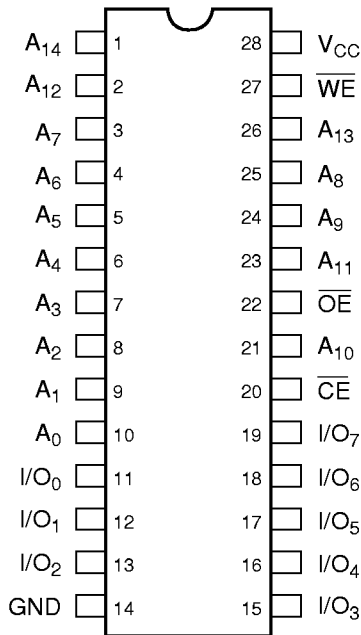 A14 1 28 VCC
A12 2 27 WE
A7 3 26 A13
A6 4 25 A8
A5 5 24 A9
A4 6 23 A11
A3 7 22 OE
A2 8 21 A10
A1 9 20 CE
A0 10 19 I/O7
I/O0 11 18 I/O6
I/O1 12 17 I/O5
I/O2 13 16 I/O4
GND 14 15 I/O3